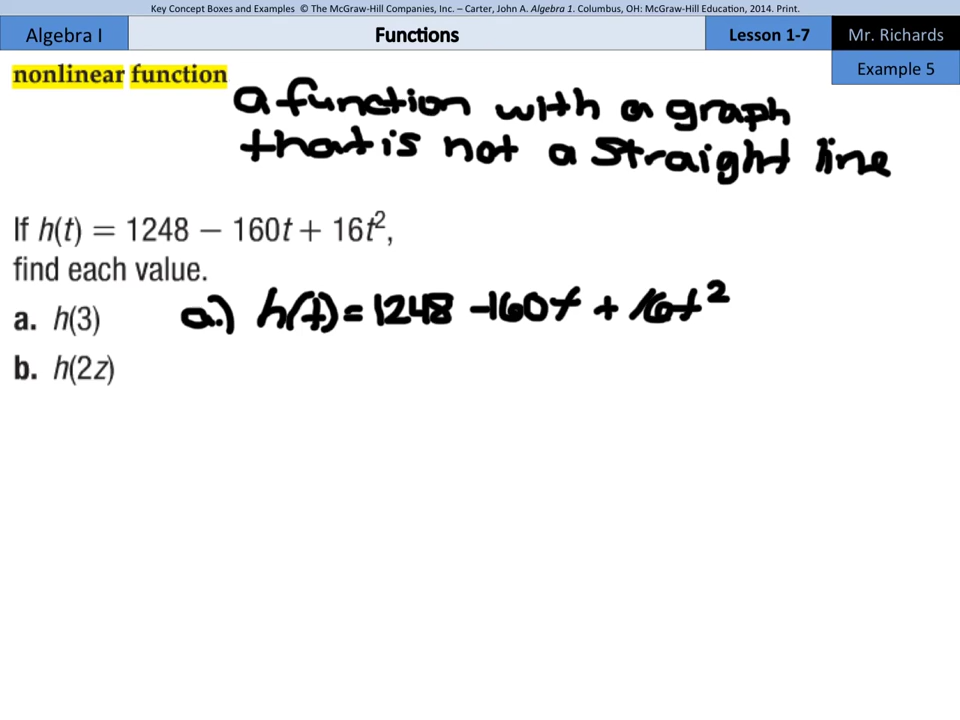 Key Concept Boxes and Examples © The McGraw-Hill Companies, Inc. – Carter, John A. Algebra 1. Columbus, OH: McGraw-Hill Education, 2014. Print.
Algebra I
Functions
Lesson 1-7
Mr. Richards
Example 5
nonlinear function
a function with a graph
that is not a straight line
If h(t) = 1248 – 160t + 16t²,
find each value.
a. h(3)
a.) h(t) = 1248 - 160t + 16t²
b. h(2z)